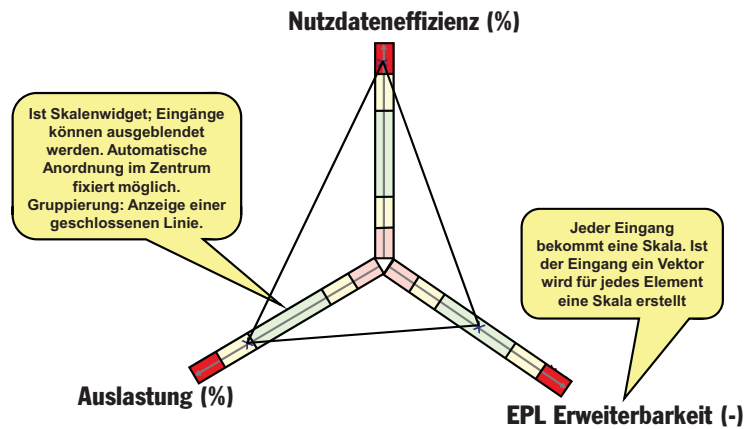 Nutzdateneffizienz (%)
Ist Skalenwidget; Eingänge
können ausgeblendet
werden. Automatische
Anordnung im Zentrum
fixiert möglich.
Gruppierung: Anzeige einer
geschlossenen Linie.
Jeder Eingang
bekommt eine Skala. Ist
der Eingang ein Vektor
wird für jedes Element
eine Skala erstellt
Auslastung (%)
EPL Erweiterbarkeit (-)